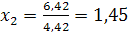 x₂ = 6,42/4,42 = 1,45